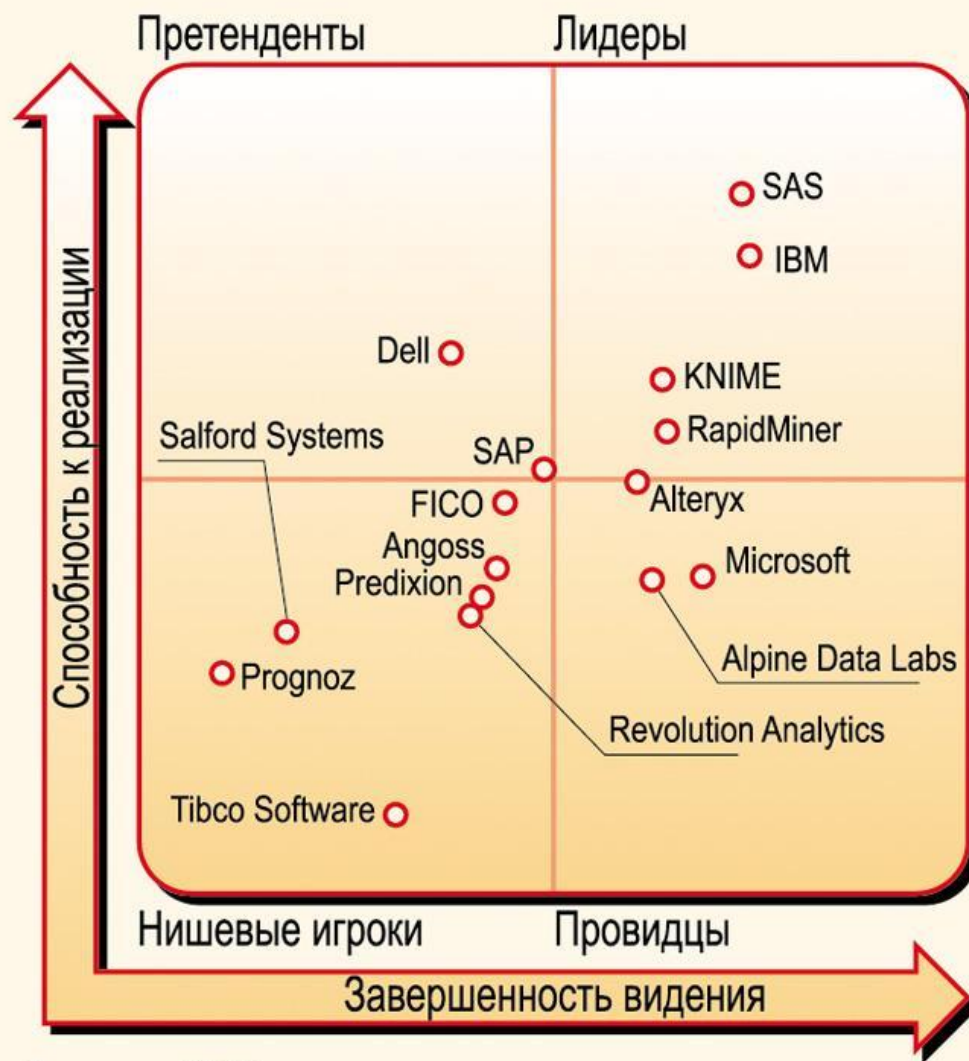 Претенденты
Лидеры
SAS
IBM
Dell
KNIME
RapidMiner
Salford Systems
SAP
Alteryx
FICO
Angoss
Microsoft
Predixion
Alpine Data Labs
Prognoz
Revolution Analytics
Tibco Software
Способность к реализации
Нишевые игроки
Провидцы
Завершенность видения